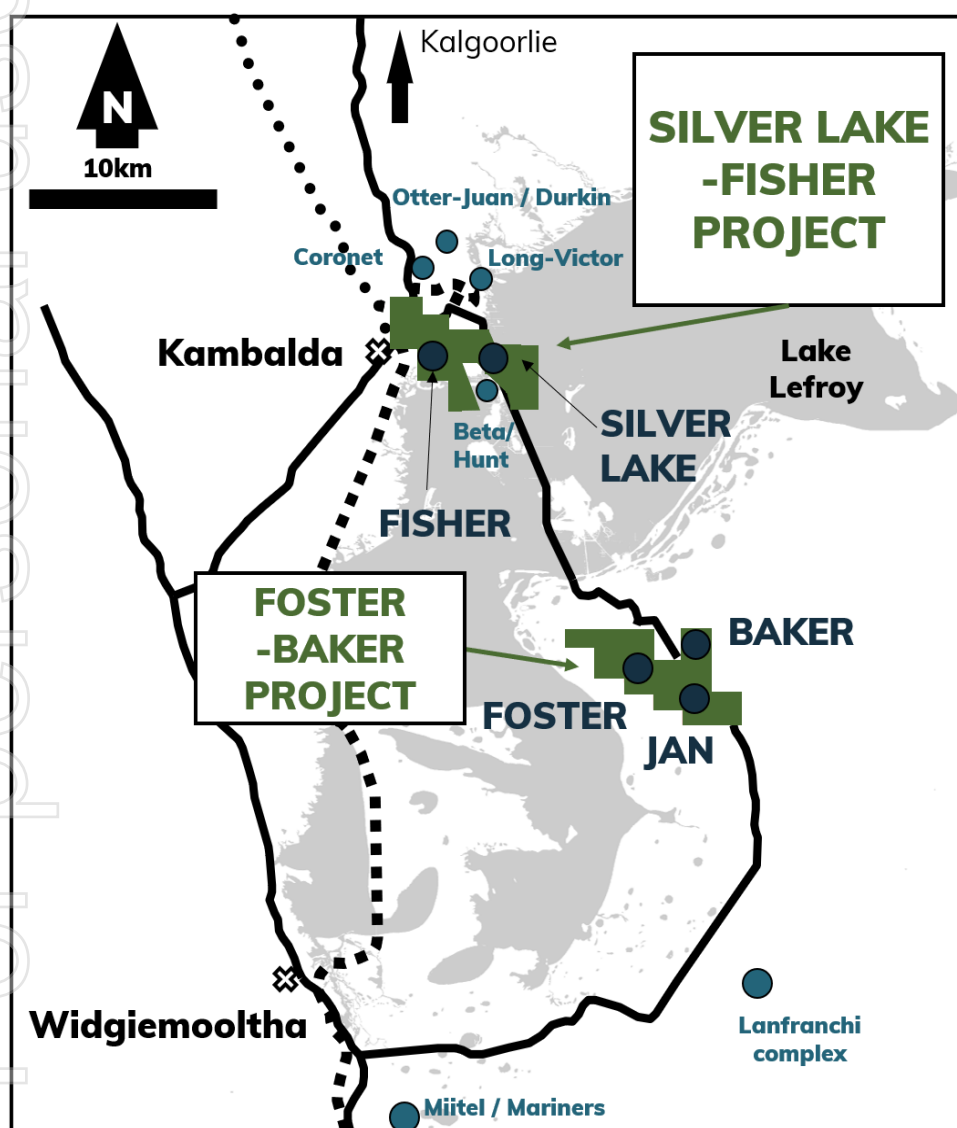 Kalgoorlie
N
10km
SILVER LAKE
-FISHER
PROJECT
Otter-Juan / Durkin
Coronet
Long-Victor
Kambalda
Lake
Lefroy
SILVER
LAKE
Beta/
Hunt
FISHER
FOSTER
-BAKER
PROJECT
BAKER
FOSTER
JAN
Widgiemooltha
Lanfranchi
complex
Miitel / Mariners